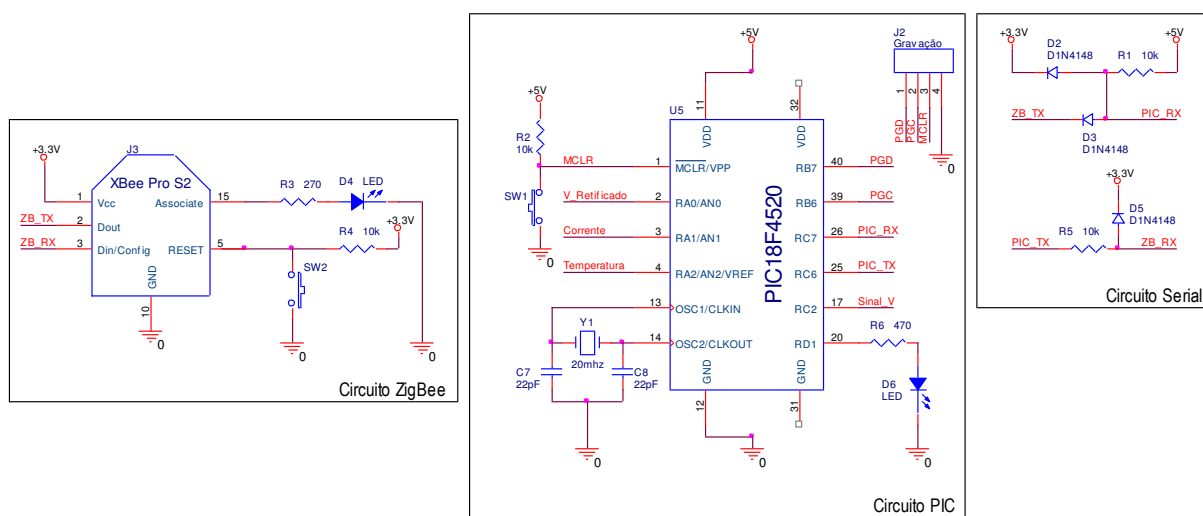 +3.3V
J3
XBee Pro S2
1
Vcc
ZB_TX
2
Dout
ZB_RX
3
Din/Config
Associate
15
RESET
5
GND
10
0
R3 270
D4 LED
R4 10k
+3.3V
SW2
0
0
Circuito ZigBee
+5V
R2
10k
MCLR
SW1
0
V_Retificado
Corrente
Temperatura
U5
PIC18F4520
11
VDD
32
VDD
1
MCLR/VPP
2
RA0/AN0
3
RA1/AN1
4
RA2/AN2/VREF
13
OSC1/CLKIN
14
OSC2/CLKOUT
GND
12
GND
31
RB7
40
PGD
RB6
39
PGC
RC7
26
PIC_RX
RC6
25
PIC_TX
RC2
17
Sinal_V
RD1
20
R6 470
D6
LED
0
Y1
20mhz
C7
22pF
C8
22pF
0
0
+5V
J2
Gravação
1
2
3
4
PGD
PGC
MCLR
0
Circuito PIC
+3.3V
D2
D1N4148
R1 10k
+5V
ZB_TX
D3
D1N4148
PIC_RX
+3.3V
D5
D1N4148
PIC_TX
R5 10k
ZB_RX
Circuito Serial